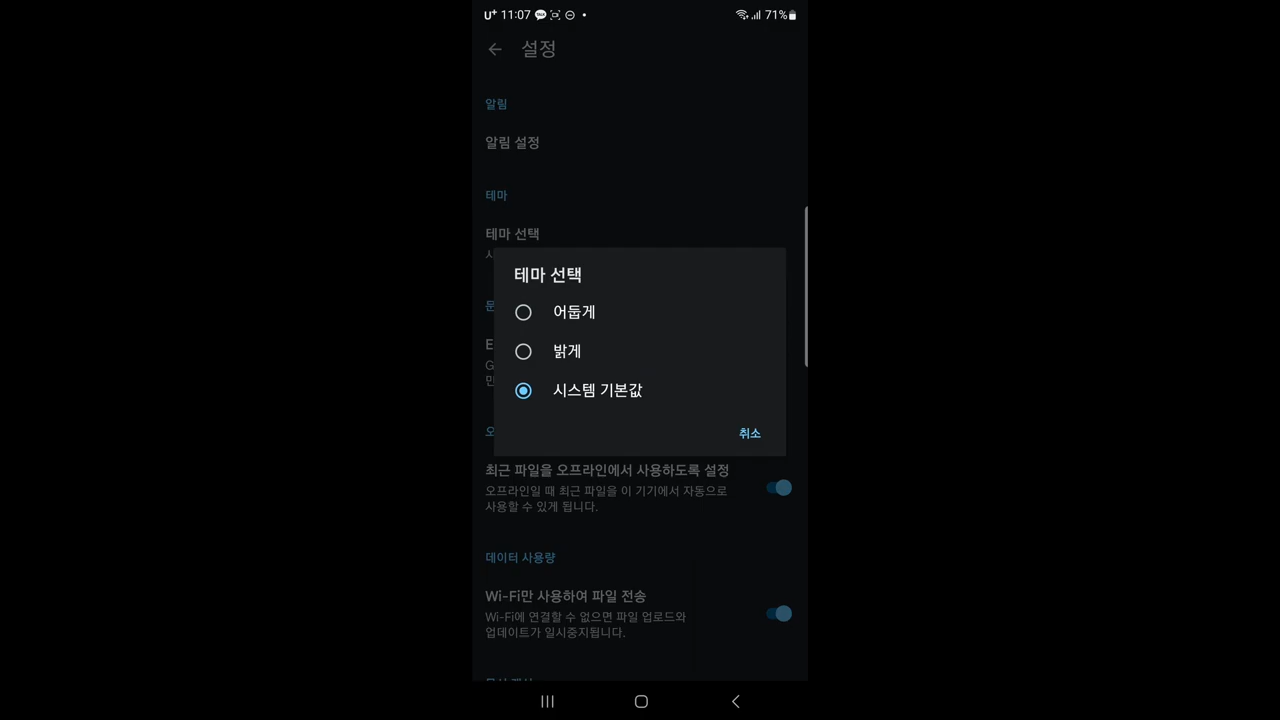 U+ 11:07 TALK 71%
설정
알림
알림 설정
테마
테마 선택
테마 선택
어둡게
밝게
시스템 기본값
취소
최근 파일을 오프라인에서 사용하도록 설정
오프라인일 때 최근 파일을 이 기기에서 자동으로
사용할 수 있게 됩니다.
데이터 사용량
Wi-Fi만 사용하여 파일 전송
Wi-Fi에 연결할 수 없으면 파일 업로드와
업데이트가 일시중지됩니다.